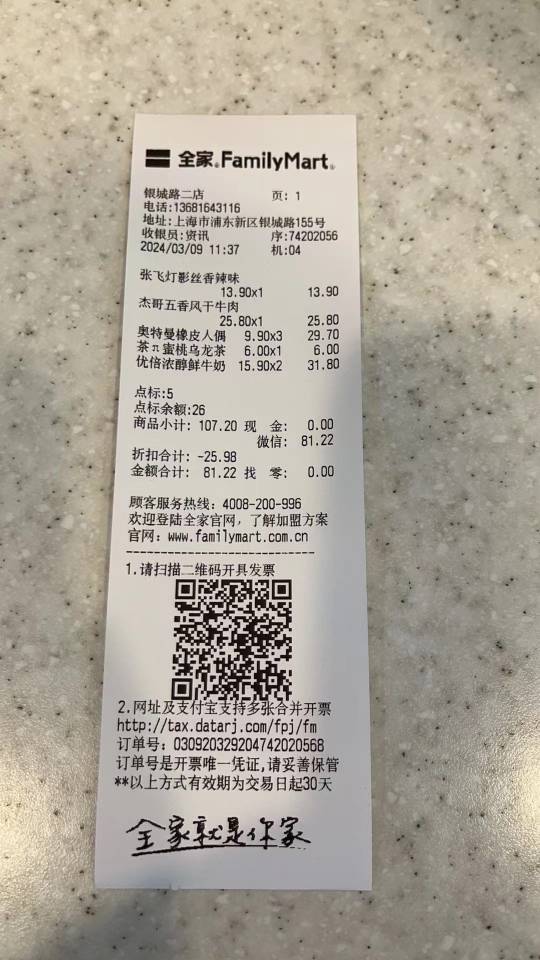 全家 FamilyMart
银城路二店 页: 1
电话:13681643116
地址:上海市浦东新区银城路155号
收银员:资讯 序:74202056
2024/03/09 11:37 机:04
张飞灯影丝香辣味
13.90x1 13.90
杰哥五香风干牛肉
25.80x1 25.80
奥特曼橡皮人偶 9.90x3 29.70
茶π蜜桃乌龙茶 6.00x1 6.00
优倍浓醇鲜牛奶 15.90x2 31.80
点标:5
点标余额:26
商品小计: 107.20 现 金: 0.00
微信: 81.22
折扣合计: -25.98
金额合计: 81.22 找 零: 0.00
顾客服务热线: 4008-200-996
欢迎登陆全家官网，了解加盟方案
官网：www.familymart.com.cn
---------------------------
1.请扫描二维码开具发票
2.网址及支付宝支持多张合并开票
http://tax.datarj.com/fpj/fm
订单号: 030920329204742020568
订单号是开票唯一凭证,请妥善保管
**以上方式有效期为交易日起30天
全家就是你家